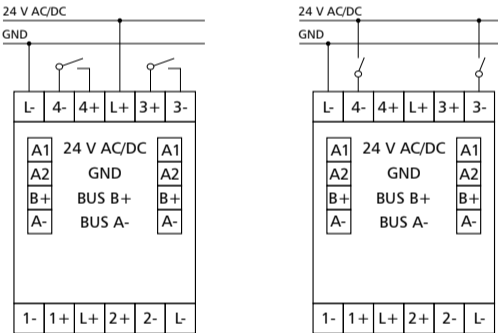 24 V AC/DC
GND
L- 4- 4+ L+ 3+ 3-
A1 24 V AC/DC A1
A2 GND A2
B+ BUS B+ B+
A- BUS A- A-
1- 1+ L+ 2+ 2- L-
24 V AC/DC
GND
L- 4- 4+ L+ 3+ 3-
A1 24 V AC/DC A1
A2 GND A2
B+ BUS B+ B+
A- BUS A- A-
1- 1+ L+ 2+ 2- L-